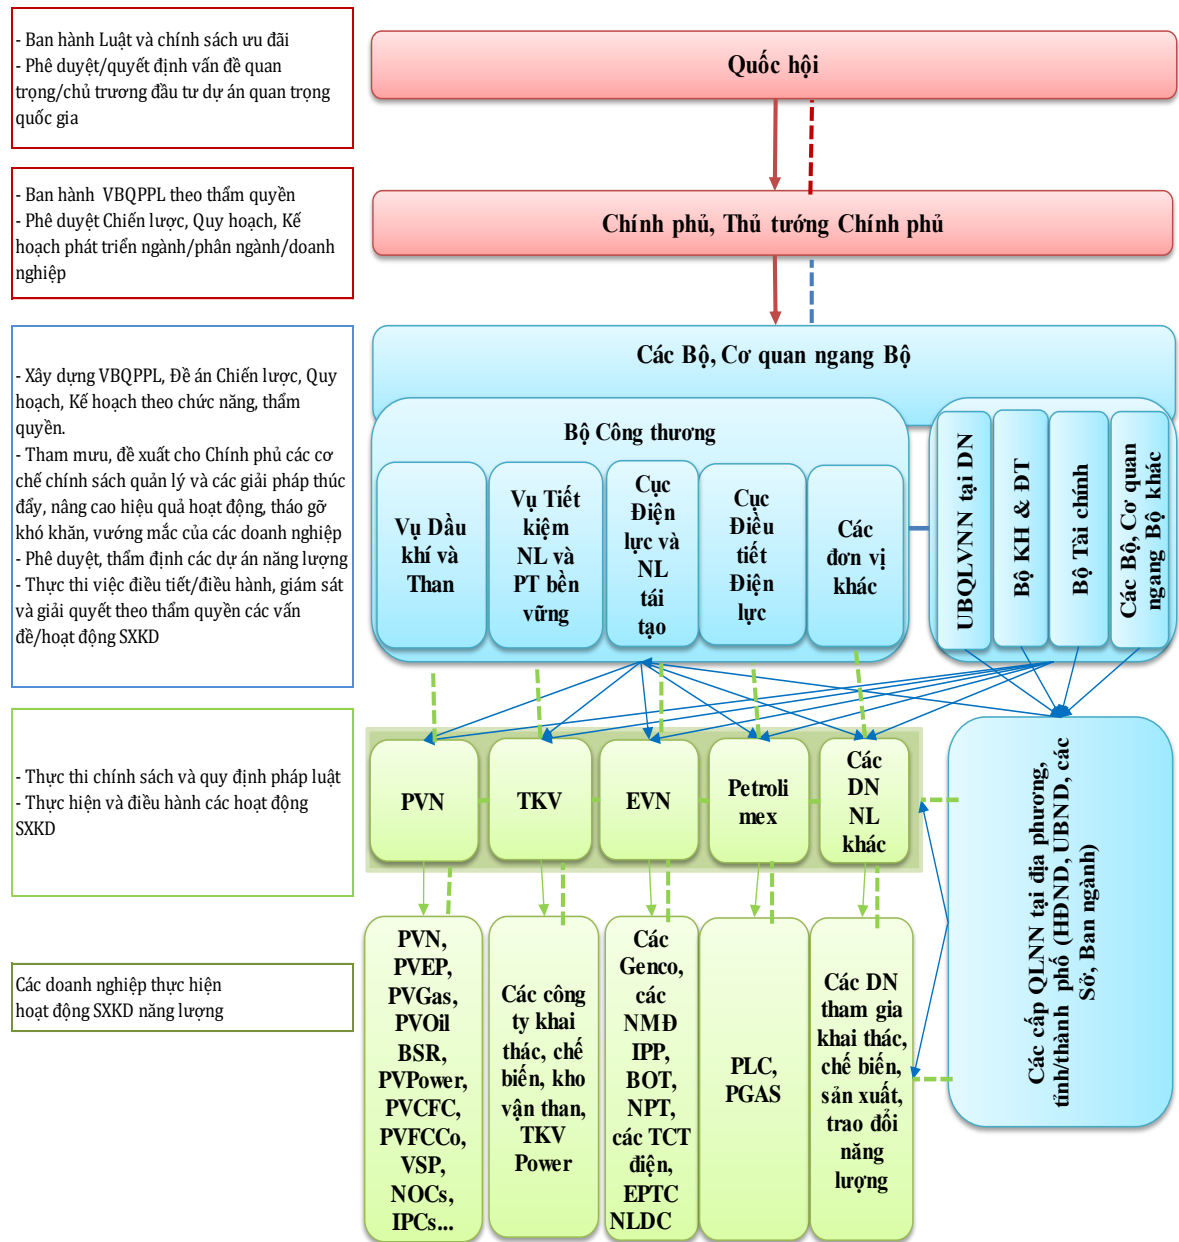 - Ban hành Luật và chính sách ưu đãi
- Phê duyệt/quyết định vấn đề quan
trọng/chủ trương đầu tư dự án quan trọng
quốc gia
Quốc hội
- Ban hành VBQPPL theo thẩm quyền
- Phê duyệt Chiến lược, Quy hoạch, Kế
hoạch phát triển ngành/phân ngành/doanh
nghiệp
Chính phủ, Thủ tướng Chính phủ
- Xây dựng VBQPPL, Đề án Chiến lược, Quy
hoạch, Kế hoạch theo chức năng, thẩm
quyền.
- Tham mưu, đề xuất cho Chính phủ các cơ
chế chính sách quản lý và các giải pháp thúc
đẩy, nâng cao hiệu quả hoạt động, tháo gỡ
khó khăn, vướng mắc của các doanh nghiệp
- Phê duyệt, thẩm định các dự án năng lượng
- Thực thi việc điều tiết/điều hành, giám sát
và giải quyết theo thẩm quyền các vấn
đề/hoạt động SXKD
Các Bộ, Cơ quan ngang Bộ
Bộ Công thương
Vụ Dầu
khí và
Than
Vụ Tiết
kiệm
NL và
PT bền
vững
Cục
Điện
lực và
NL
tái
tạo
Cục
Điều
tiết
Điện
lực
Các
đơn vị
khác
UBQLVNN tại DN
Bộ KH & ĐT
Bộ Tài chính
Các Bộ, Cơ quan
ngang Bộ khác
- Thực thi chính sách và quy định pháp luật
- Thực hiện và điều hành các hoạt động
SXKD
PVN
TKV
EVN
Petroli
mex
Các
DN
NL
khác
Các cấp QLNN tại địa phương,
tỉnh/thành phố (HĐND, UBND, các
Sở, Ban ngành)
Các doanh nghiệp thực hiện
hoạt động SXKD năng lượng
PVN,
PVEP,
PVGas,
PVOil
BSR,
PVPower,
PVCFC,
PVFCCo,
VSP,
NOCs,
IPCs...
Các công
ty khai
thác, chế
biến, kho
vận than,
TKV
Power
Các
Genco,
các
NMĐ
IPP,
BOT,
NPT,
các TCT
điện,
EPTC
NLDC
PLC,
PGAS
Các DN
tham gia
khai thác,
chế biến,
sản xuất,
trao đổi
năng
lượng